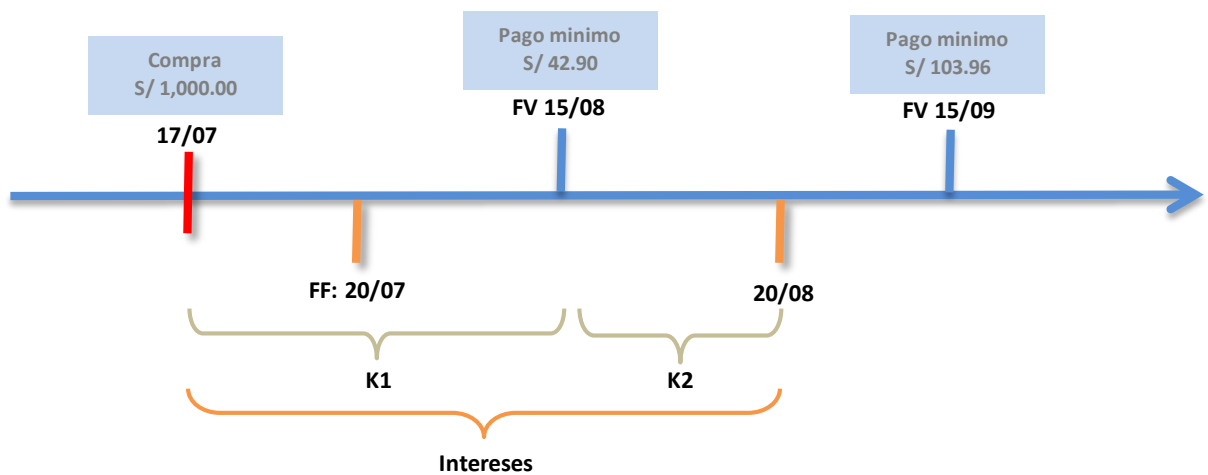 Compra
S/ 1,000.00
17/07
Pago minimo
S/ 42.90
FV 15/08
Pago minimo
S/ 103.96
FV 15/09
FF: 20/07
20/08
K1
K2
Intereses